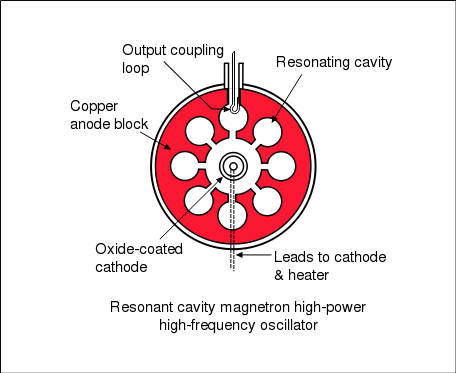 Output coupling
loop
Resonating cavity
Copper
anode block
Oxide-coated
cathode
Leads to cathode
& heater
Resonant cavity magnetron high-power
high-frequency oscillator